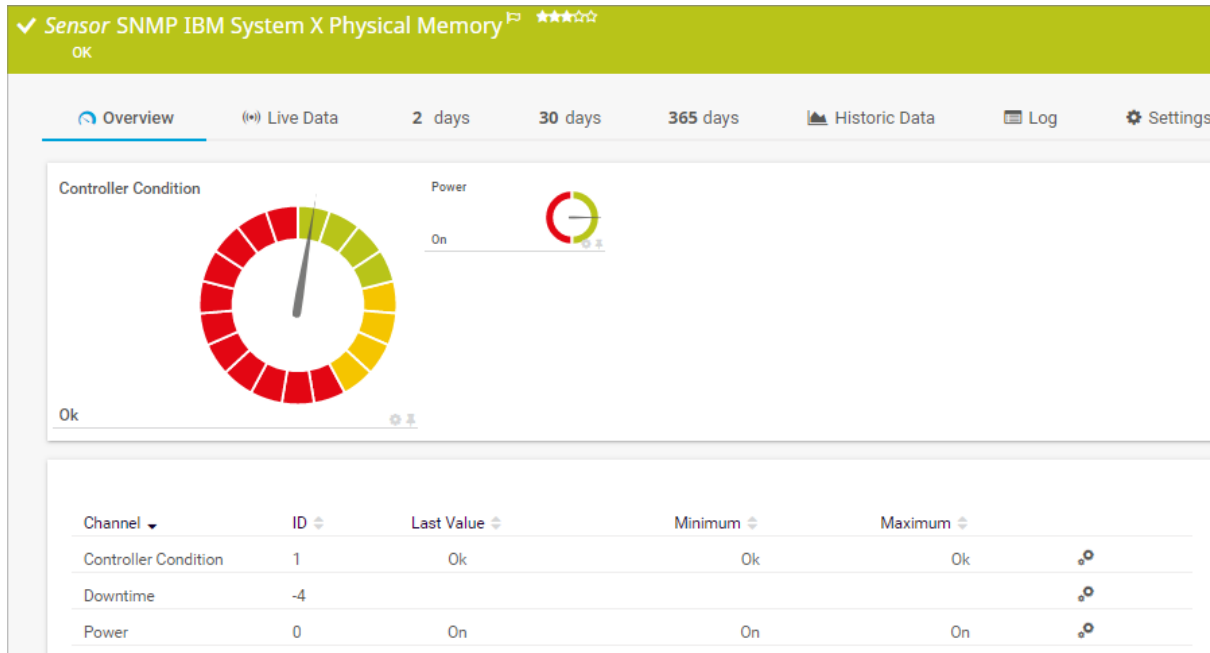 Sensor SNMP IBM System X Physical Memory
OK
Overview Live Data 2 days 30 days 365 days Historic Data Log Settings
Controller Condition
Power
On
Ok
Channel ID Last Value Minimum Maximum
Controller Condition 1 Ok Ok Ok
Downtime -4
Power 0 On On On